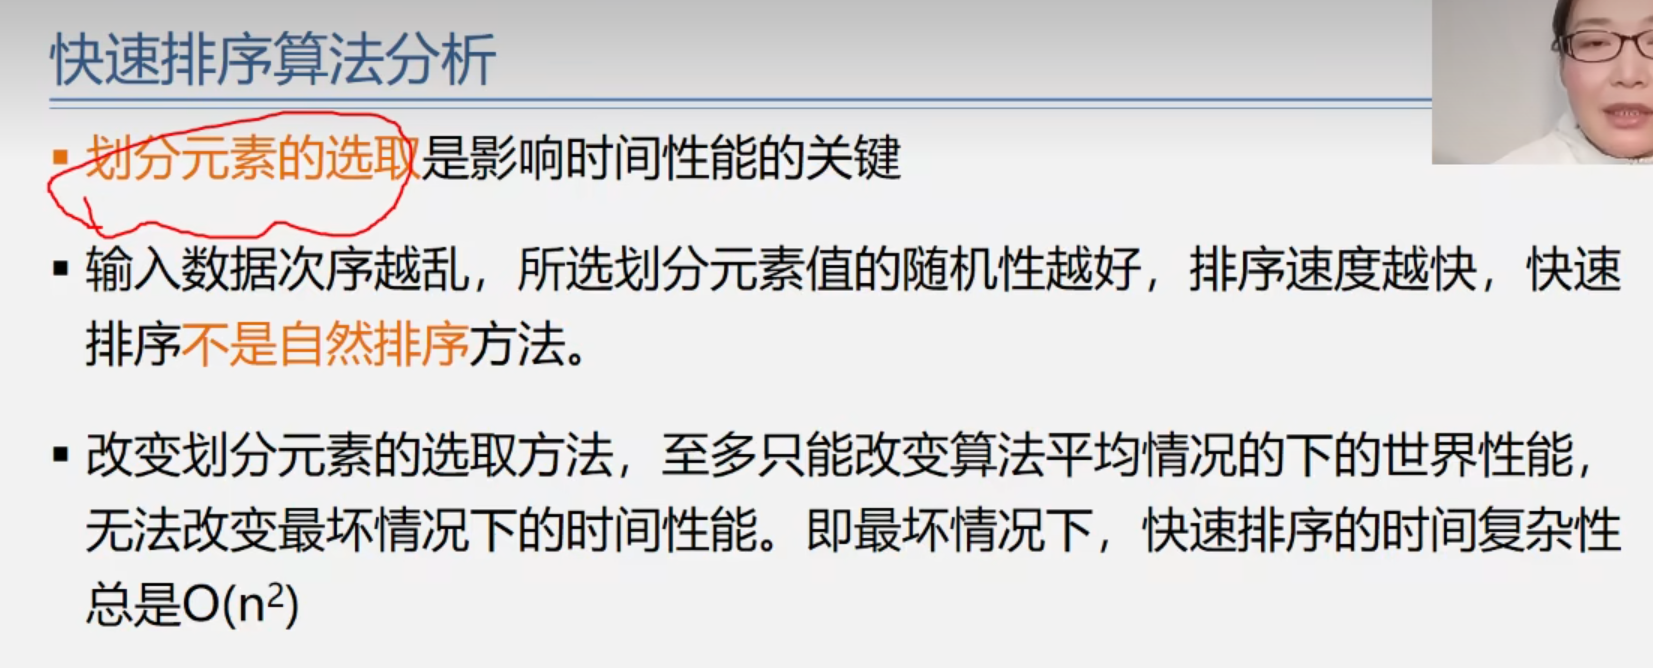 快速排序算法分析
▪ 划分元素的选取是影响时间性能的关键
▪ 输入数据次序越乱，所选划分元素值的随机性越好，排序速度越快，快速
排序不是自然排序方法。
▪ 改变划分元素的选取方法，至多只能改变算法平均情况的下的世界性能，
无法改变最坏情况下的时间性能。即最坏情况下，快速排序的时间复杂性
总是O(n²)